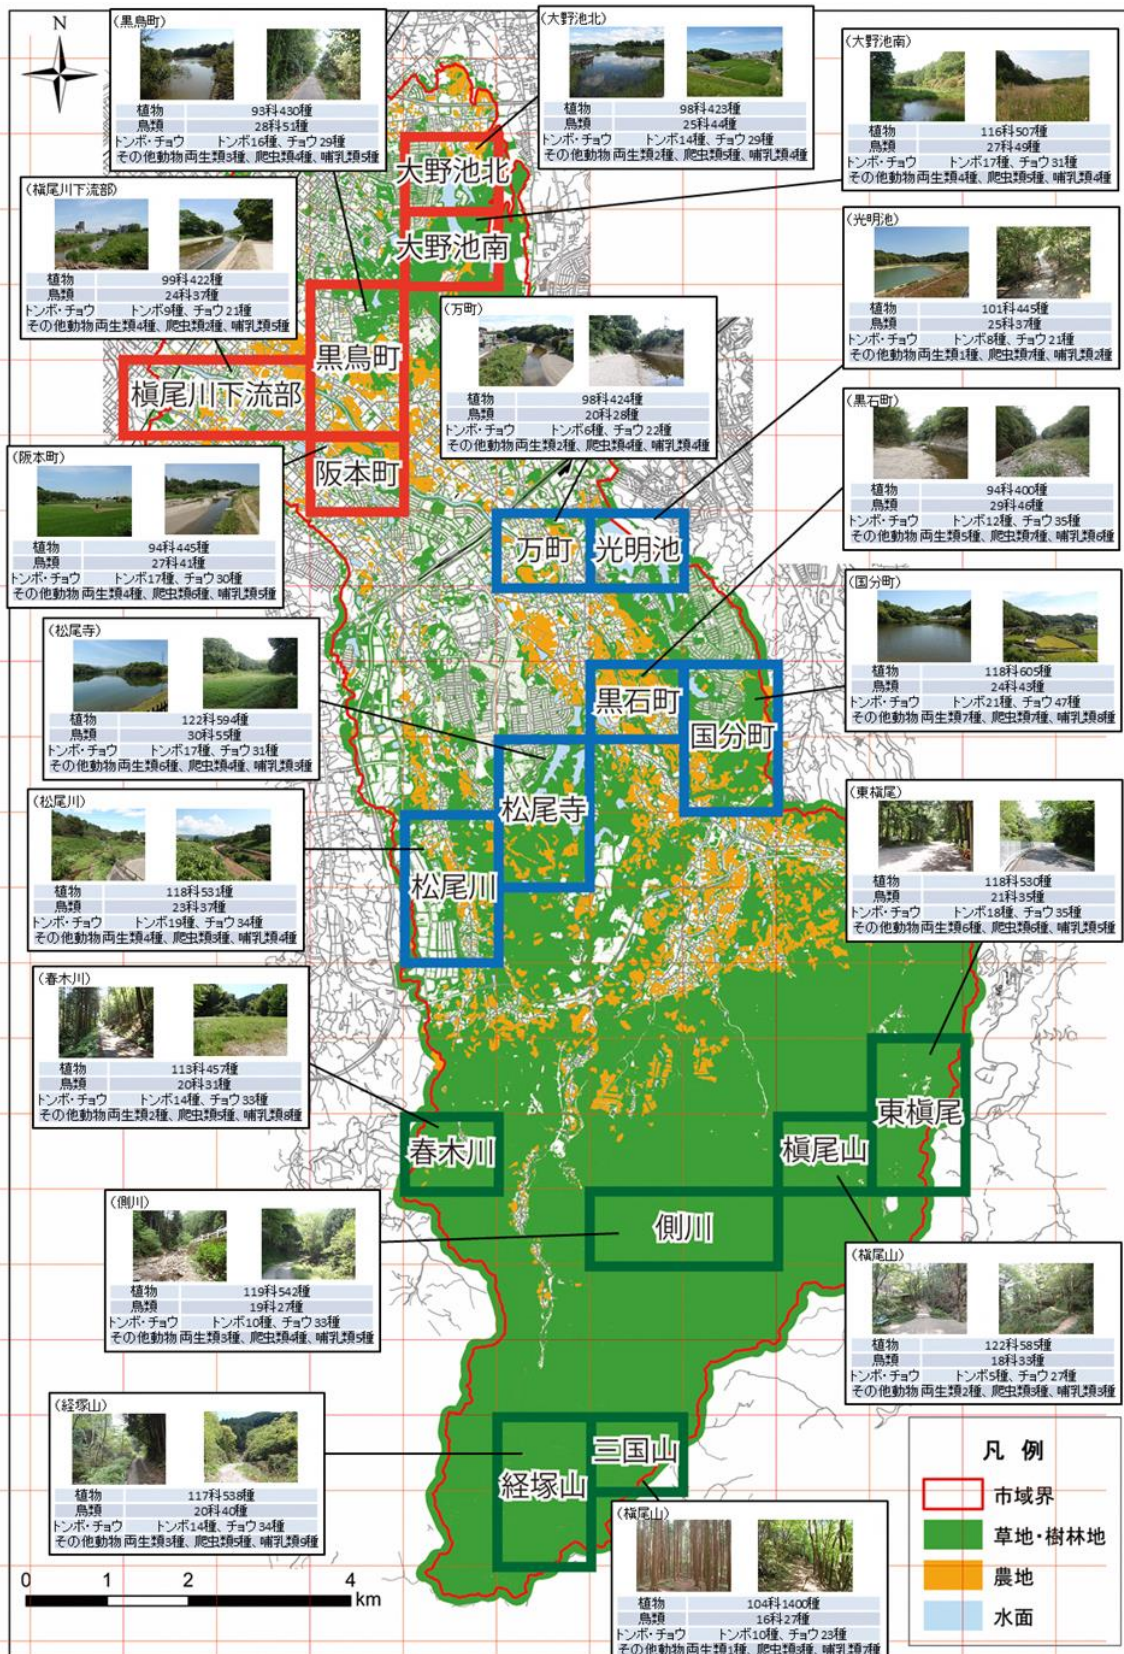 N
(黒鳥町)
植物 93科430種
鳥類 28科51種
トンボ・チョウ トンボ16種、チョウ29種
その他動物 両生類3種、爬虫類4種、哺乳類5種
(大野池北)
植物 98科423種
鳥類 25科44種
トンボ・チョウ トンボ14種、チョウ29種
その他動物 両生類2種、爬虫類5種、哺乳類4種
(大野池南)
植物 116科507種
鳥類 27科49種
トンボ・チョウ トンボ17種、チョウ31種
その他動物 両生類4種、爬虫類5種、哺乳類4種
(槇尾川下流部)
植物 99科422種
鳥類 24科37種
トンボ・チョウ トンボ9種、チョウ21種
その他動物 両生類4種、爬虫類2種、哺乳類5種
(光明池)
植物 101科445種
鳥類 25科37種
トンボ・チョウ トンボ8種、チョウ21種
その他動物 両生類1種、爬虫類7種、哺乳類2種
(万町)
植物 98科424種
鳥類 20科28種
トンボ・チョウ トンボ6種、チョウ22種
その他動物 両生類2種、爬虫類4種、哺乳類4種
(黒石町)
植物 94科400種
鳥類 29科46種
トンボ・チョウ トンボ12種、チョウ35種
その他動物 両生類5種、爬虫類7種、哺乳類6種
(阪本町)
植物 94科445種
鳥類 27科41種
トンボ・チョウ トンボ17種、チョウ30種
その他動物 両生類4種、爬虫類6種、哺乳類5種
(国分町)
植物 118科605種
鳥類 24科43種
トンボ・チョウ トンボ21種、チョウ47種
その他動物 両生類7種、爬虫類7種、哺乳類8種
(松尾寺)
植物 122科594種
鳥類 30科55種
トンボ・チョウ トンボ17種、チョウ31種
その他動物 両生類6種、爬虫類4種、哺乳類3種
(松尾川)
植物 118科531種
鳥類 23科37種
トンボ・チョウ トンボ19種、チョウ34種
その他動物 両生類4種、爬虫類3種、哺乳類4種
(東槇尾)
植物 118科530種
鳥類 21科35種
トンボ・チョウ トンボ18種、チョウ35種
その他動物 両生類6種、爬虫類6種、哺乳類5種
(春木川)
植物 113科457種
鳥類 20科31種
トンボ・チョウ トンボ14種、チョウ33種
その他動物 両生類2種、爬虫類5種、哺乳類8種
(側川)
植物 119科542種
鳥類 19科27種
トンボ・チョウ トンボ10種、チョウ33種
その他動物 両生類3種、爬虫類4種、哺乳類5種
(槇尾山)
植物 122科585種
鳥類 18科33種
トンボ・チョウ トンボ5種、チョウ27種
その他動物 両生類2種、爬虫類3種、哺乳類3種
(経塚山)
植物 117科538種
鳥類 20科40種
トンボ・チョウ トンボ14種、チョウ34種
その他動物 両生類3種、爬虫類5種、哺乳類9種
(槇尾山)
植物 104科1400種
鳥類 16科27種
トンボ・チョウ トンボ10種、チョウ23種
その他動物 両生類1種、爬虫類3種、哺乳類7種
大野池北
大野池南
黒鳥町
槇尾川下流部
阪本町
万町
光明池
黒石町
国分町
松尾寺
松尾川
東槇尾
春木川
槇尾山
側川
三国山
経塚山
凡 例
市域界
草地・樹林地
農地
水面
0 1 2 4
km